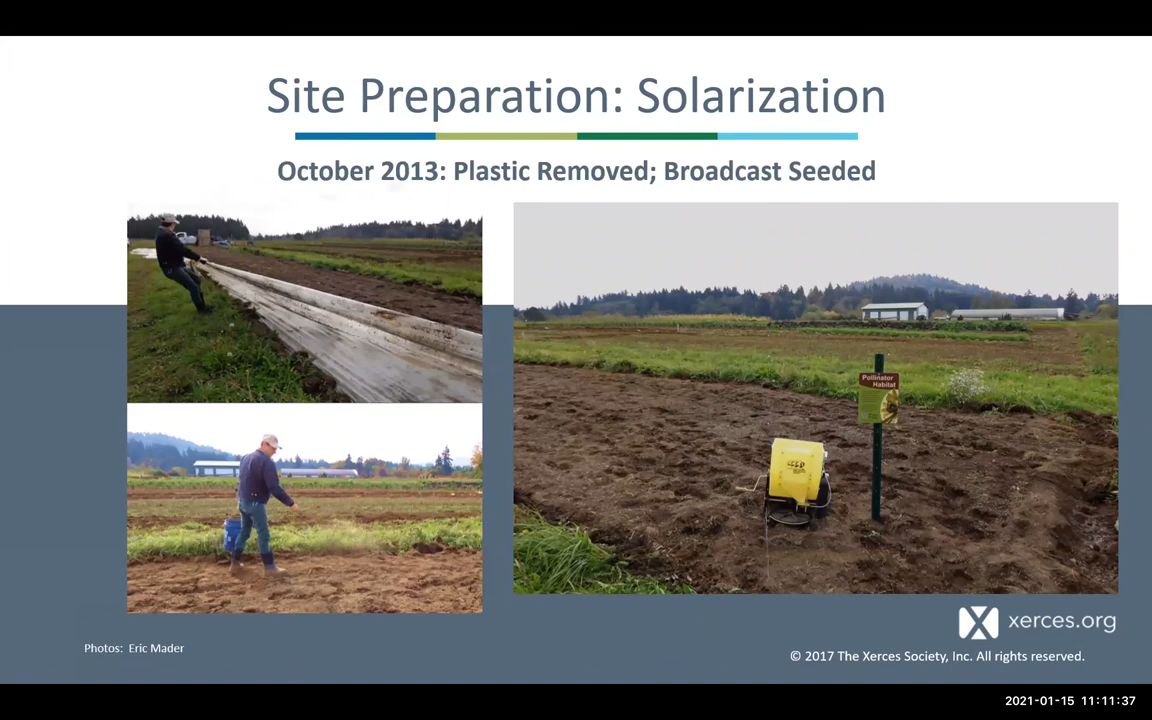 Site Preparation: Solarization
October 2013: Plastic Removed; Broadcast Seeded
Pollinator
Habitat
SEED
Photos: Eric Mader
xerces.org
© 2017 The Xerces Society, Inc. All rights reserved.
2021-01-15 11:11:37